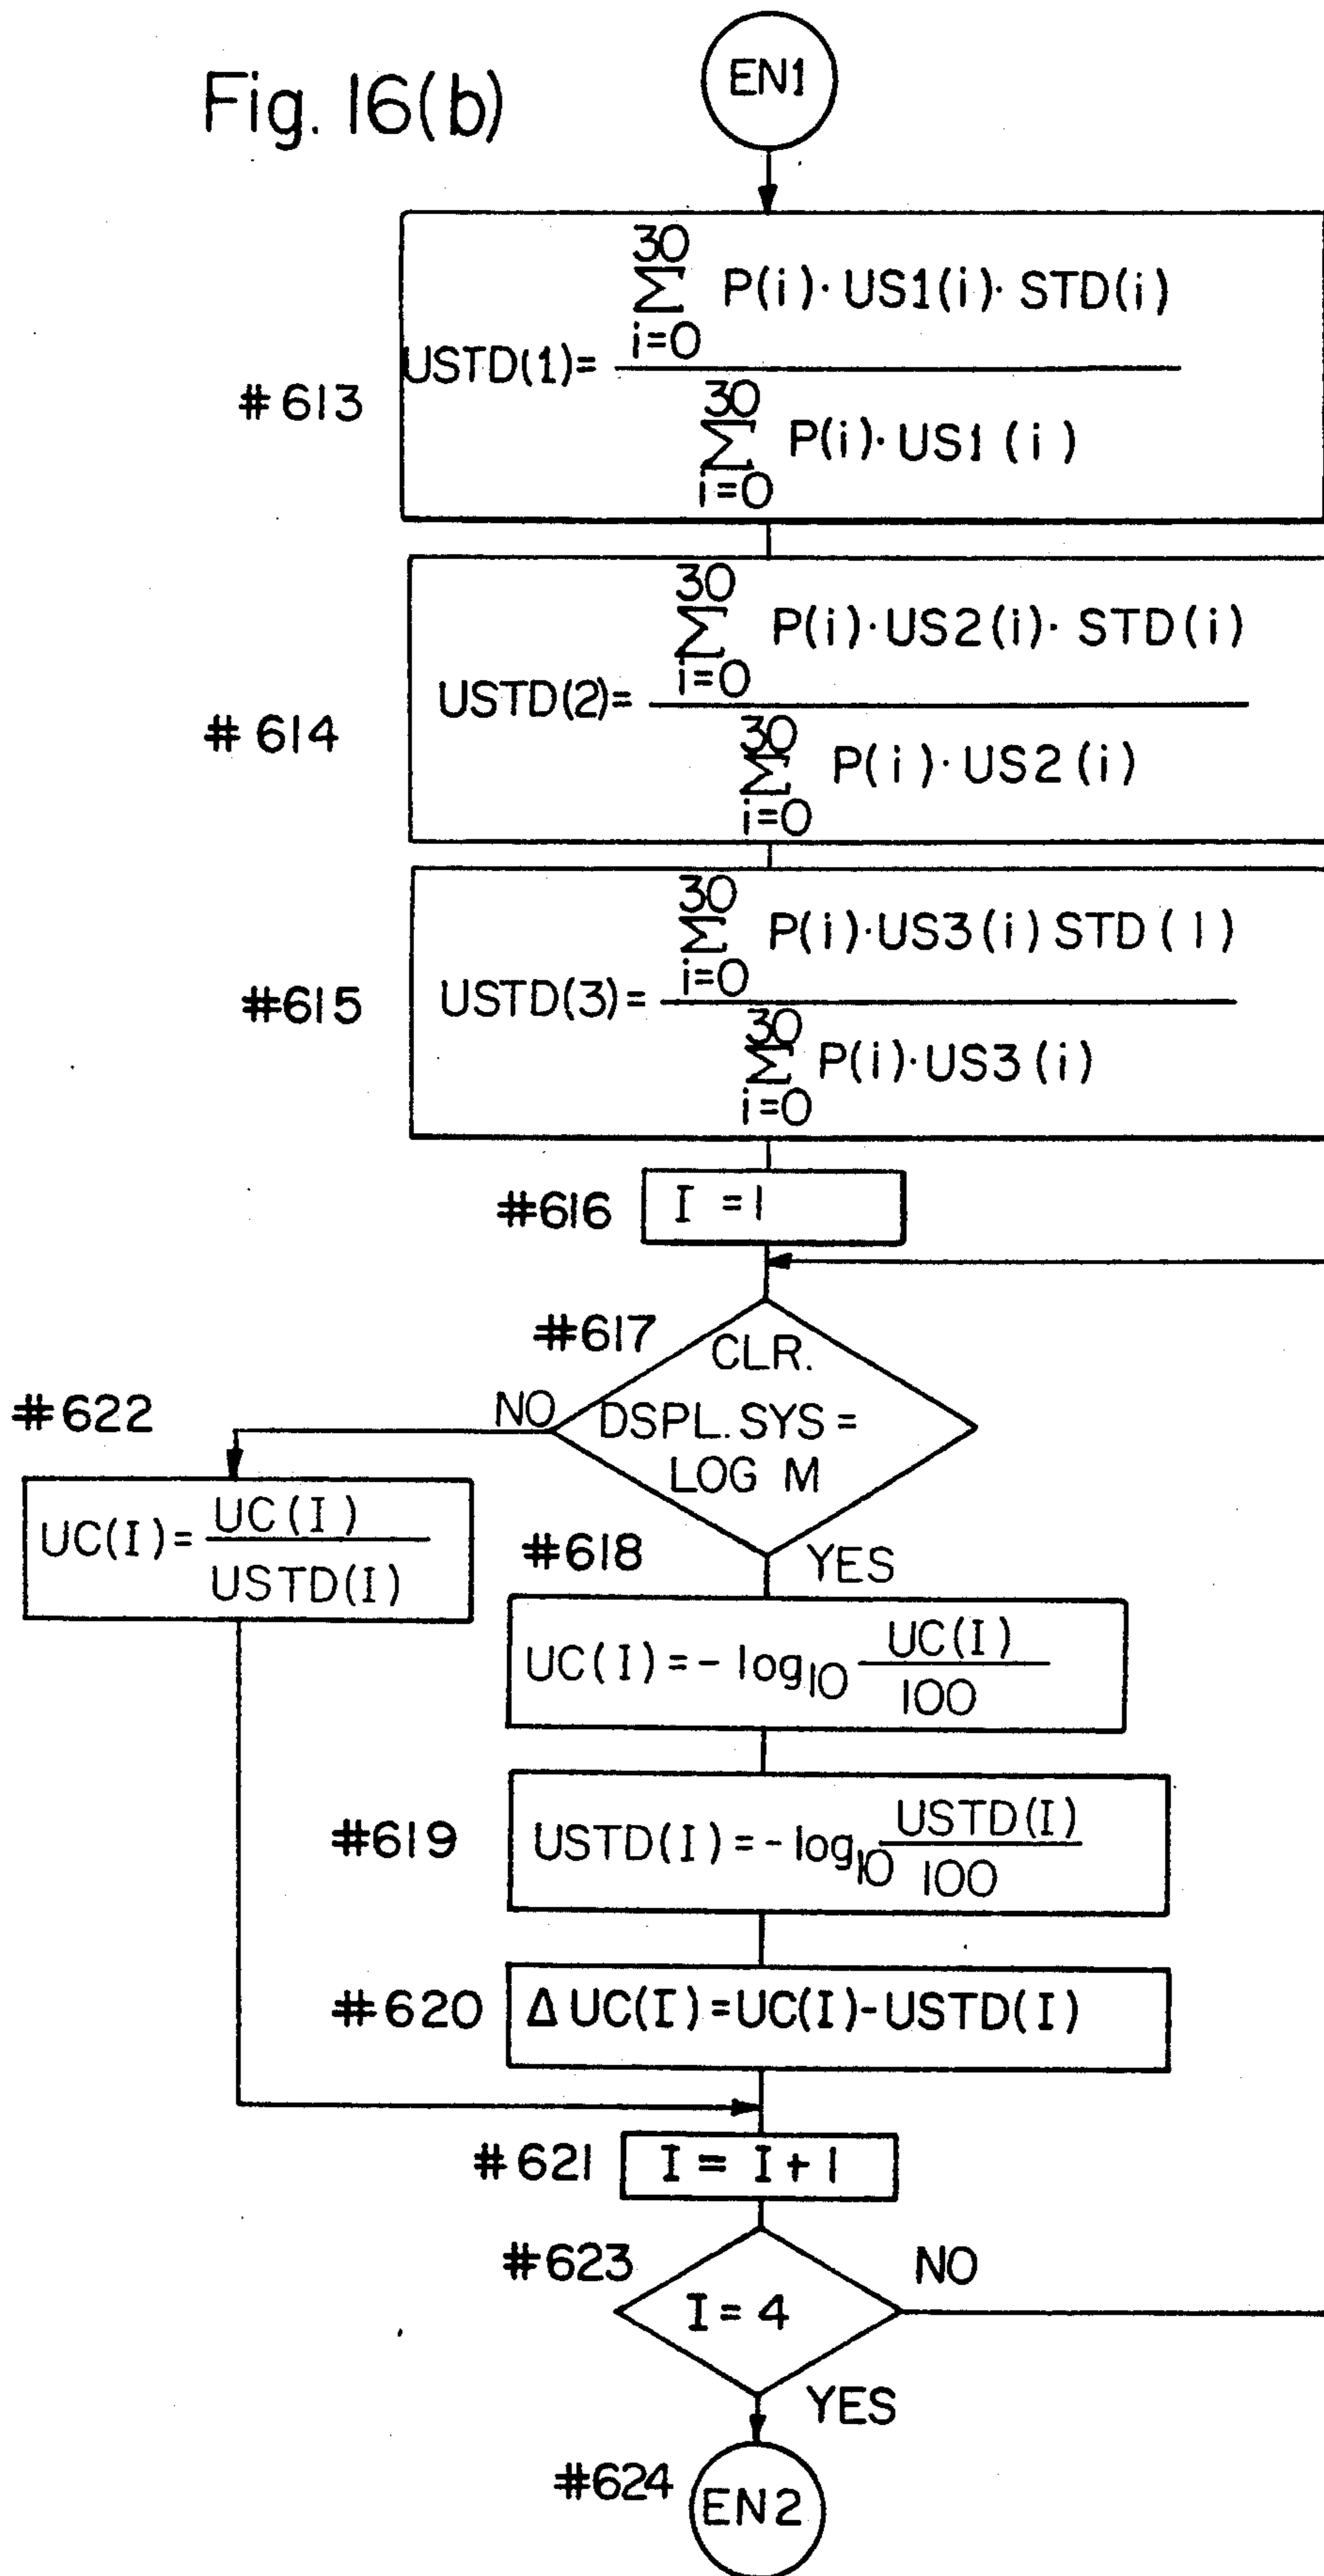 Fig. 16(b)
EN1
30
Σ P(i)· US1(i)· STD(i)
i=0
USTD(1)=
#613
30
Σ P(i)· US1 (i)
i=0
30
Σ P(i)·US2(i)· STD(i)
i=0
USTD(2)=
#614
30
Σ P(i)·US2(i)
i=0
30
Σ P(i)·US3(i) STD(1)
i=0
USTD(3)=
#615
30
Σ P(i)·US3(i)
i=0
#616
I =1
#617
CLR.
DSPL.SYS=
LOG M
NO
#622
UC(I)= UC(I)
USTD(I)
YES
#618
UC(I)=- log10 UC(I)
100
#619
USTD(I)=-log10 USTD(I)
100
#620
Δ UC(I)=UC(I)-USTD(I)
#621
I = I+1
#623
I=4
NO
YES
#624
EN2